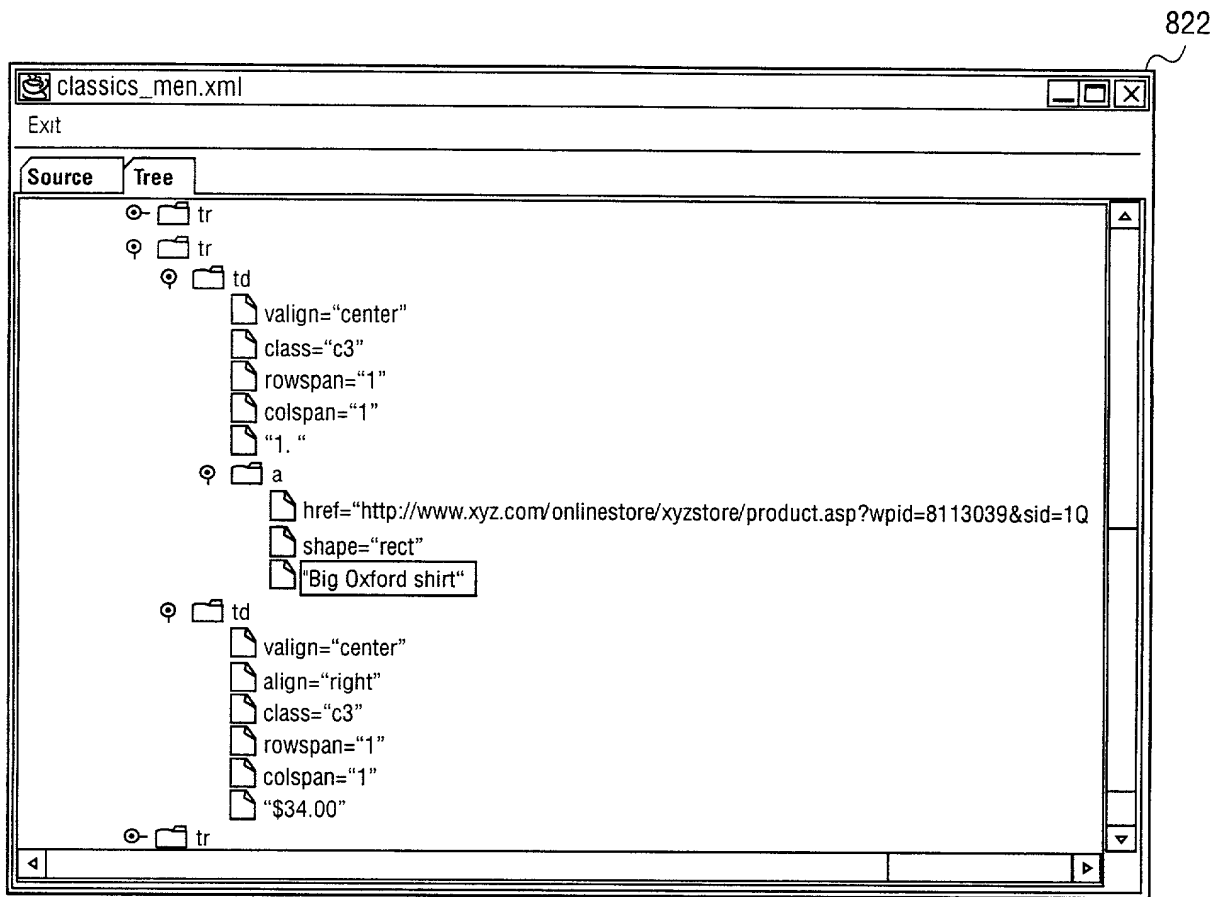 822
classics_men.xml
Exit
Source Tree
tr
tr
td
valign=“center”
class=“c3”
rowspan=“1”
colspan=“1”
“1. “
a
href=“http://www.xyz.com/onlinestore/xyzstore/product.asp?wpid=8113039&sid=1Q
shape=“rect”
“Big Oxford shirt“
td
valign=“center”
align=“right”
class=“c3”
rowspan=“1”
colspan=“1”
“$34.00”
tr